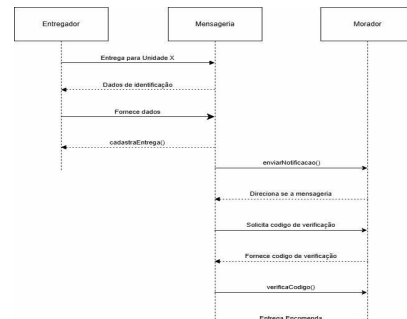 Entregador
Mensageria
Morador
Entrega para Unidade X
Dados de identificação
Fornece dados
cadastraEntrega()
enviarNotificacao()
Direciona se a mensageria
Solicita codigo de verificação
Fornece codigo de verificação
verificaCodigo()
Entrega Encomenda